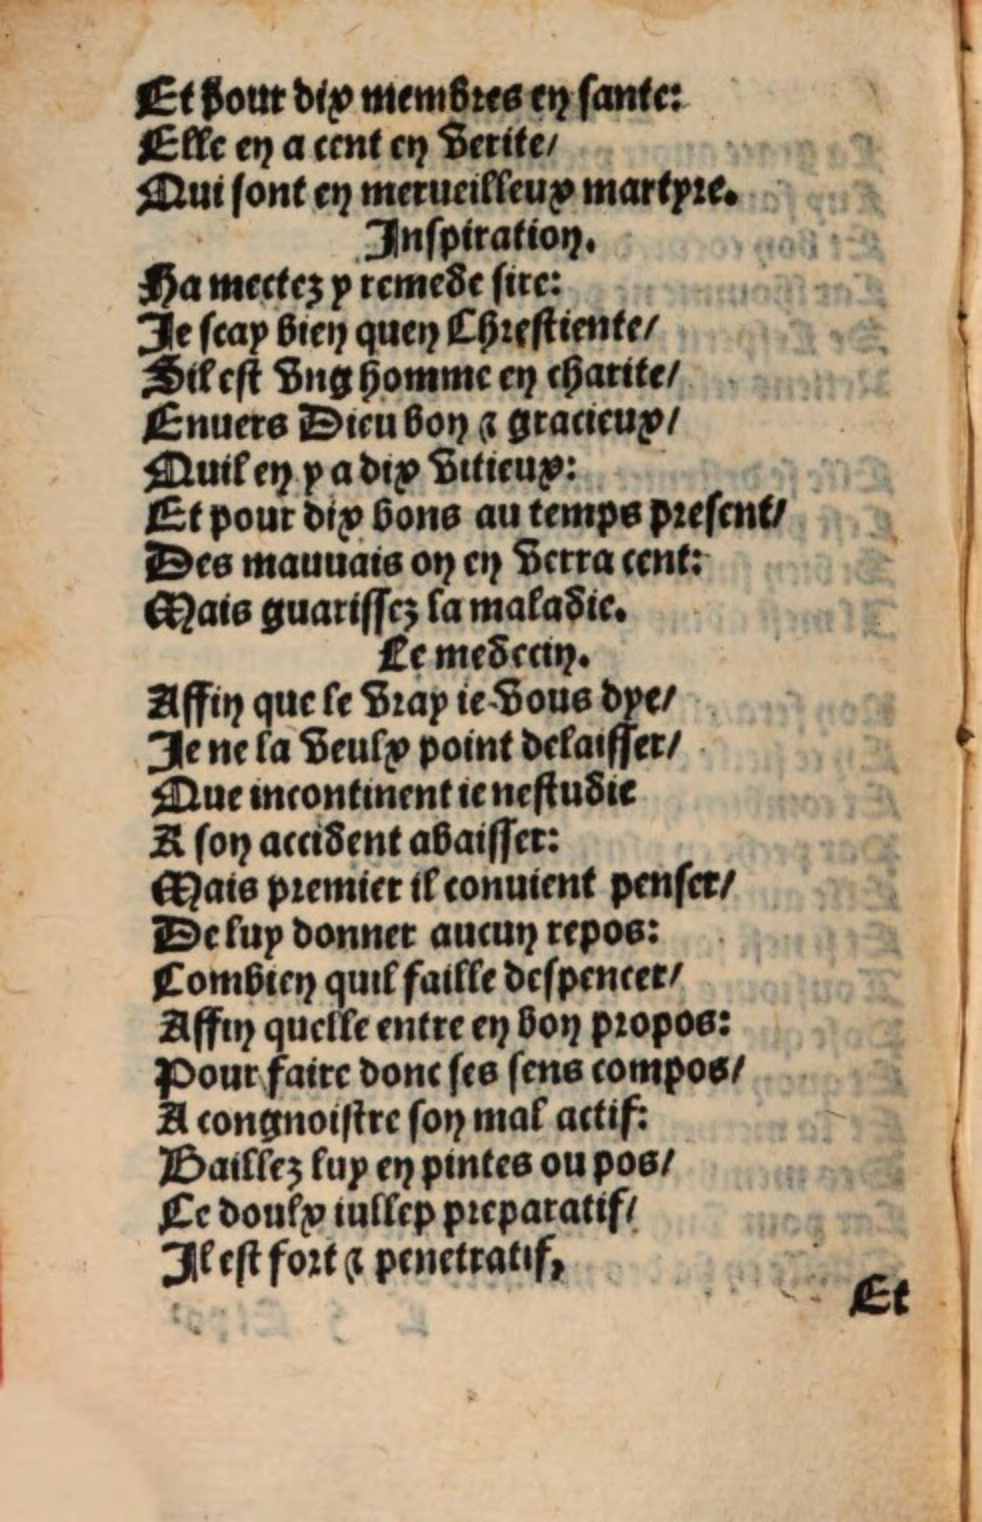 Et pour dix membres en sante:
Elle en a cent en verite/
Qui sont en merueilleux martyre.
Inspiration.
Ha mectez y remede sire:
Je scay bien quen Chrestiente/
Sil est vng homme en charite/
Enuers Dieu bon ⁊ gracieux/
Quil en y a dix vitieux:
Et pour dix bons au temps present/
Des mauuais on en verra cent:
Mais guarissez la maladie.
Le medecin.
Affin que le vray ie vous dye/
Je ne la veulx point delaisser/
Que incontinent ie nestudie
A son accident abaisser:
Mais premier il conuient penser/
De luy donner aucun repos:
Combien quil faille despencer/
Affin quelle entre en bon propos:
Pour faire donc ses sens compos/
A congnoistre son mal actif:
Baillez luy en pintes ou pos/
Ce doulx iullep preparatif/
Il est fort ⁊ penetratif,
Et